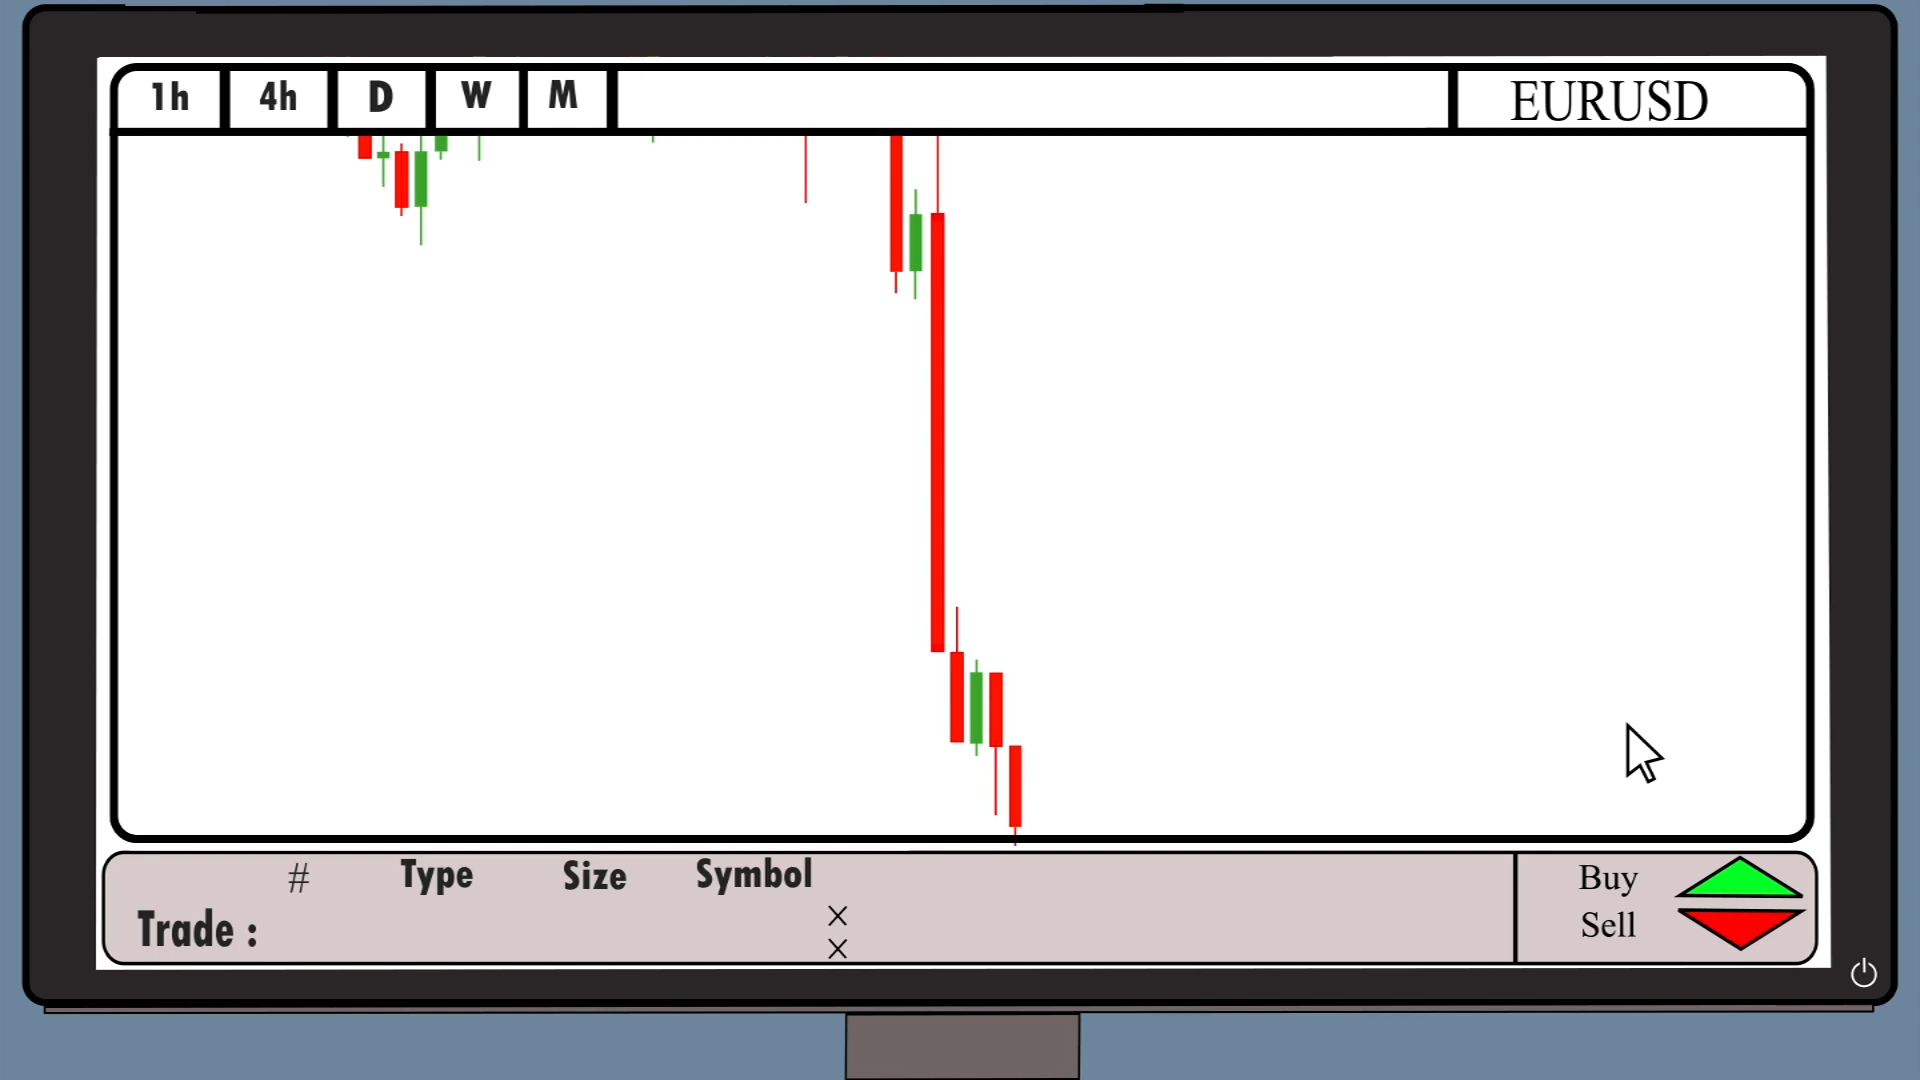 1h 4h D W M EURUSD
# Type Size Symbol Buy
Trade : × Sell
×